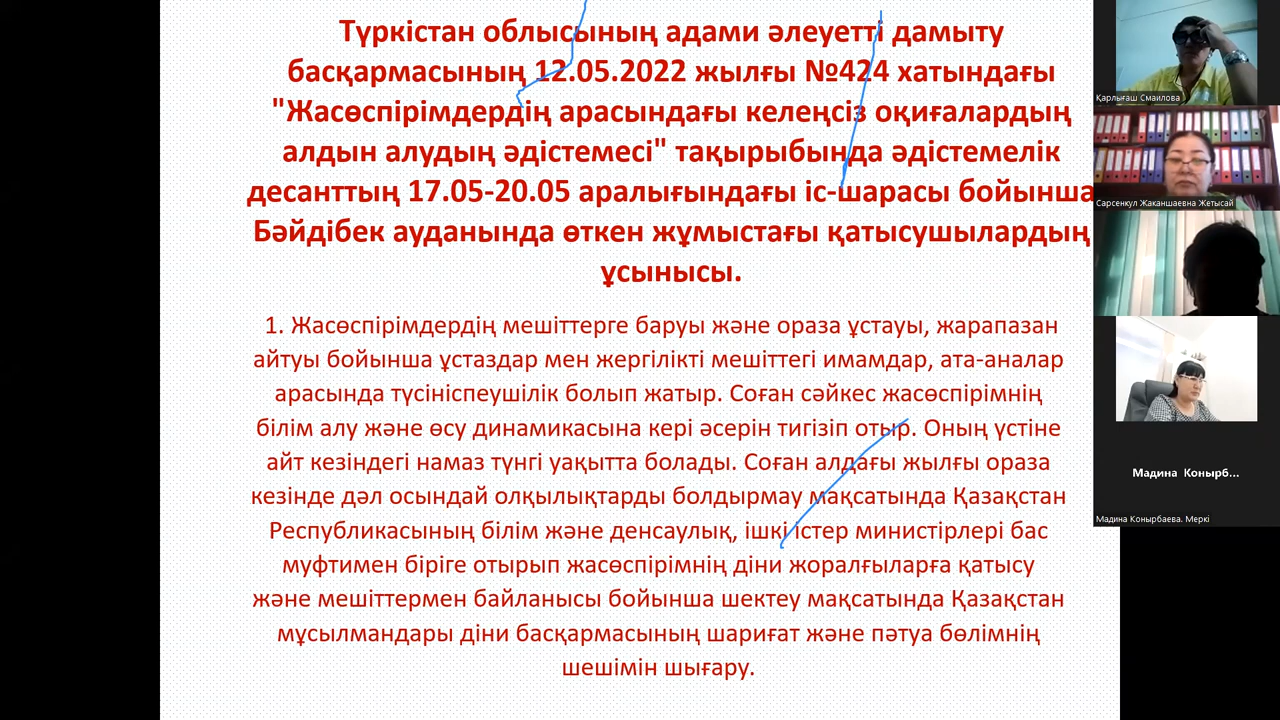 Түркістан облысының адами әлеуетті дамыту
басқармасының 12.05.2022 жылғы №424 хатындағы
"Жасөспірімдердің арасындағы келеңсіз оқиғалардың
алдын алудың әдістемесі" тақырыбында әдістемелік
десанттың 17.05-20.05 аралығындағы іс-шарасы бойынша
Бәйдібек ауданында өткен жұмыстағы қатысушылардың
ұсынысы.
1. Жасөспірімдердің мешіттерге баруы және ораза ұстауы, жарапазан
айтуы бойынша ұстаздар мен жергілікті мешіттегі имамдар, ата-аналар
арасында түсініспеушілік болып жатыр. Соған сәйкес жасөспірімнің
білім алу және өсу динамикасына кері әсерін тигізіп отыр. Оның үстіне
айт кезіндегі намаз түнгі уақытта болады. Соған алдағы жылғы ораза
кезінде дәл осындай олқылықтарды болдырмау мақсатында Қазақстан
Республикасының білім және денсаулық, ішкі істер министірлері бас
муфтимен біріге отырып жасөспірімнің діни жоралғыларға қатысу
және мешіттермен байланысы бойынша шектеу мақсатында Қазақстан
мұсылмандары діни басқармасының шариғат және пәтуа бөлімнің
шешімін шығару.
Қарлығаш Смаилова
Сарсенкул Жаканшаевна Жетысай
Мадина Конырб...
Мадина Конырбаева. Меркі